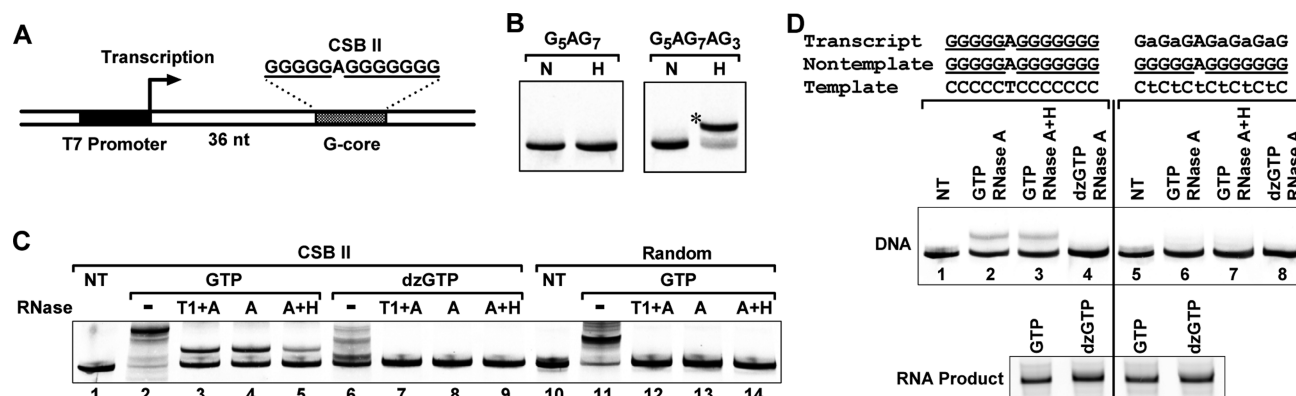 A
Transcription
CSB II
GGGGGAGGGGGGG
T7 Promoter
36 nt
G-core
B
G5AG7
G5AG7AG3
N H
N H
*
C
CSB II
Random
NT
GTP
dzGTP
NT
GTP
RNase
- T1+A A A+H - T1+A A A+H - T1+A A A+H
1 2 3 4 5 6 7 8 9 10 11 12 13 14
D
Transcript GGGGGAGGGGGGG GaGaGAGaGaGaG
Nontemplate GGGGGAGGGGGGG GGGGGAGGGGGGG
Template CCCCCTCCCCCCC CtCtCtCtCtCtC
NT
GTP
RNase A
GTP
RNase A+H
dzGTP
RNase A
NT
GTP
RNase A
GTP
RNase A+H
dzGTP
RNase A
DNA
1 2 3 4 5 6 7 8
GTP
dzGTP
GTP
dzGTP
RNA Product